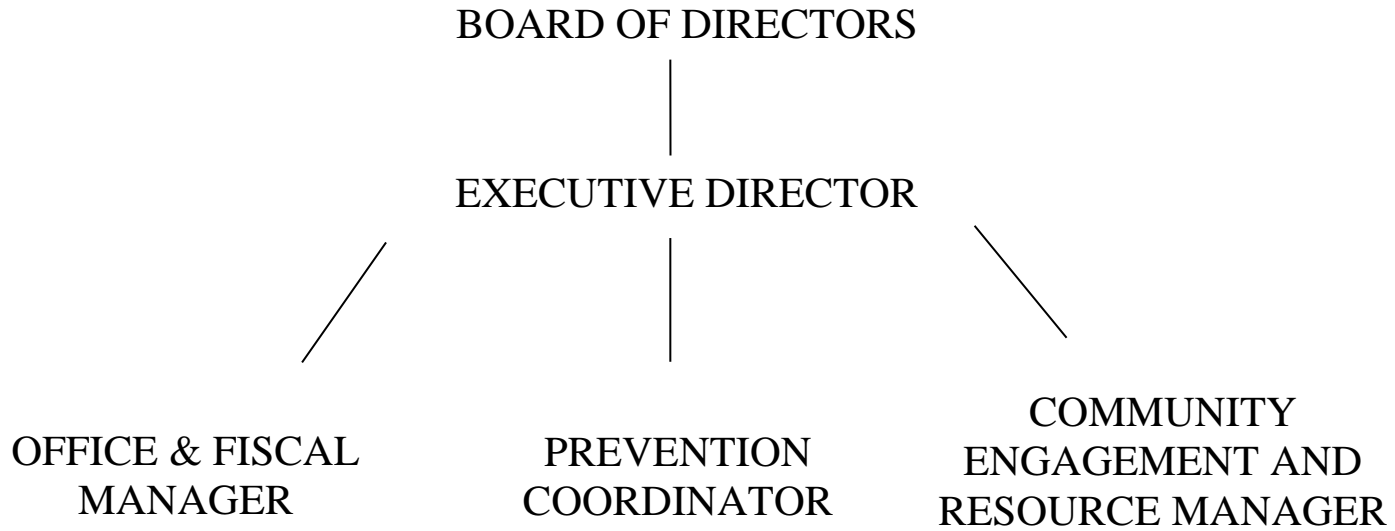 BOARD OF DIRECTORS
EXECUTIVE DIRECTOR
OFFICE & FISCAL
MANAGER
PREVENTION
COORDINATOR
COMMUNITY
ENGAGEMENT AND
RESOURCE MANAGER